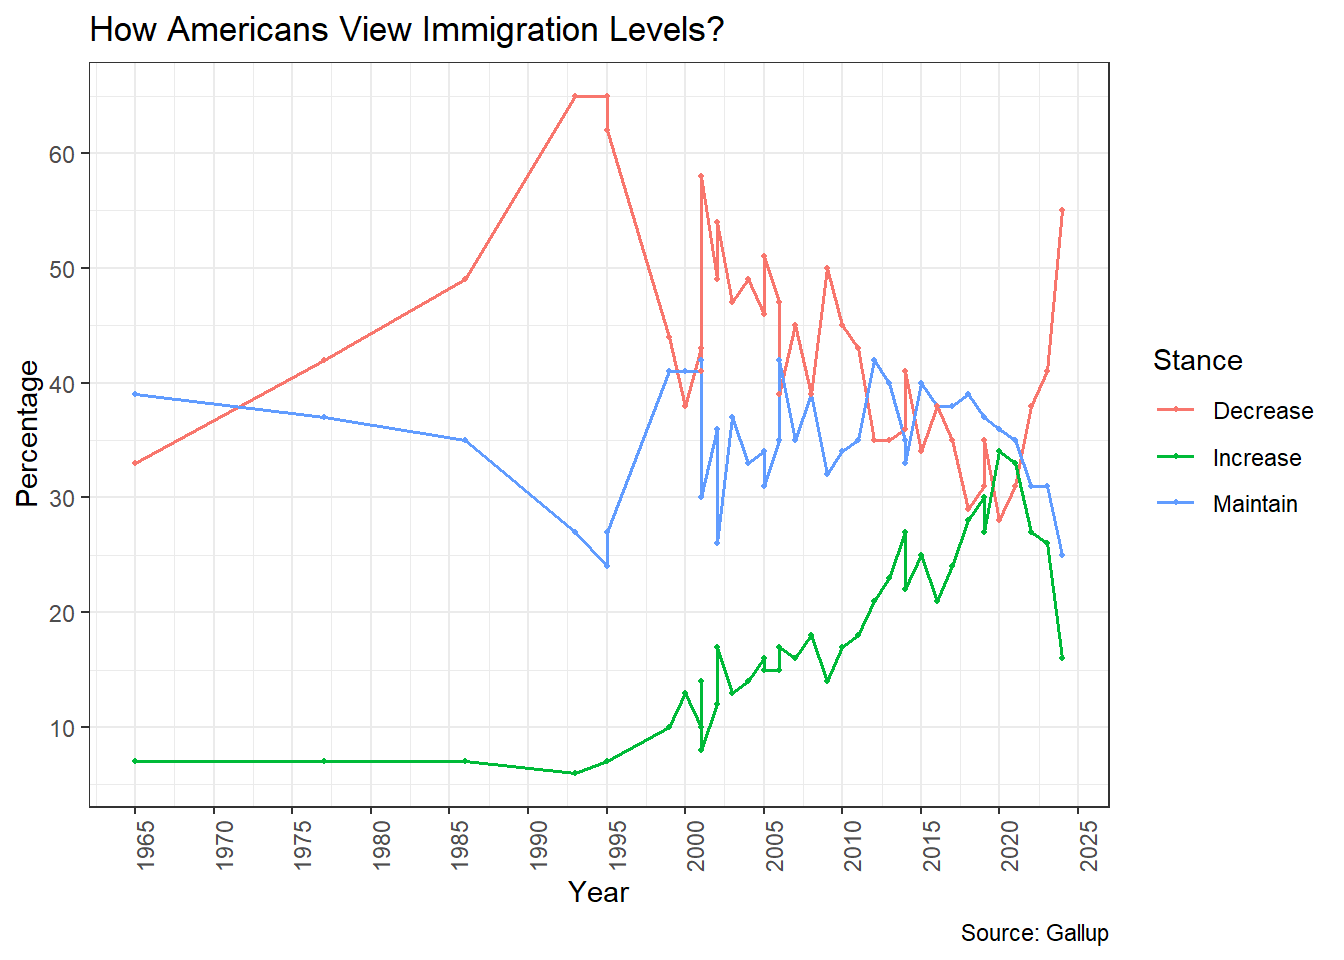 How Americans View Immigration Levels?
Percentage
60
50
40
30
20
10
1965
1970
1975
1980
1985
1990
1995
2000
2005
2010
2015
2020
2025
Year
Stance
Decrease
Increase
Maintain
Source: Gallup